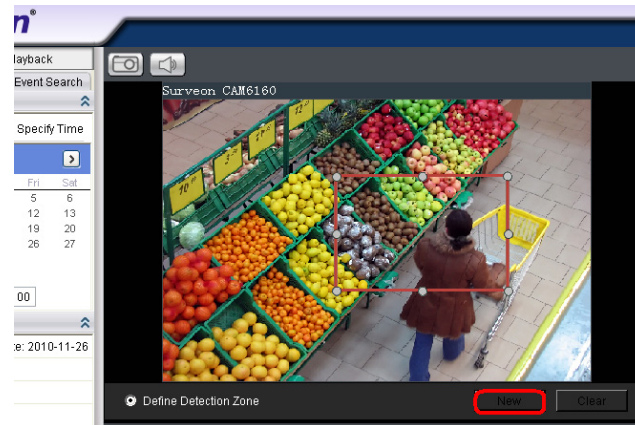 n®
layback
Event Search
Surveon CAM6160
Specify Time
Fri Sat
5 6
12 13
19 20
26 27
00
te: 2010-11-26
Define Detection Zone
New
Clear